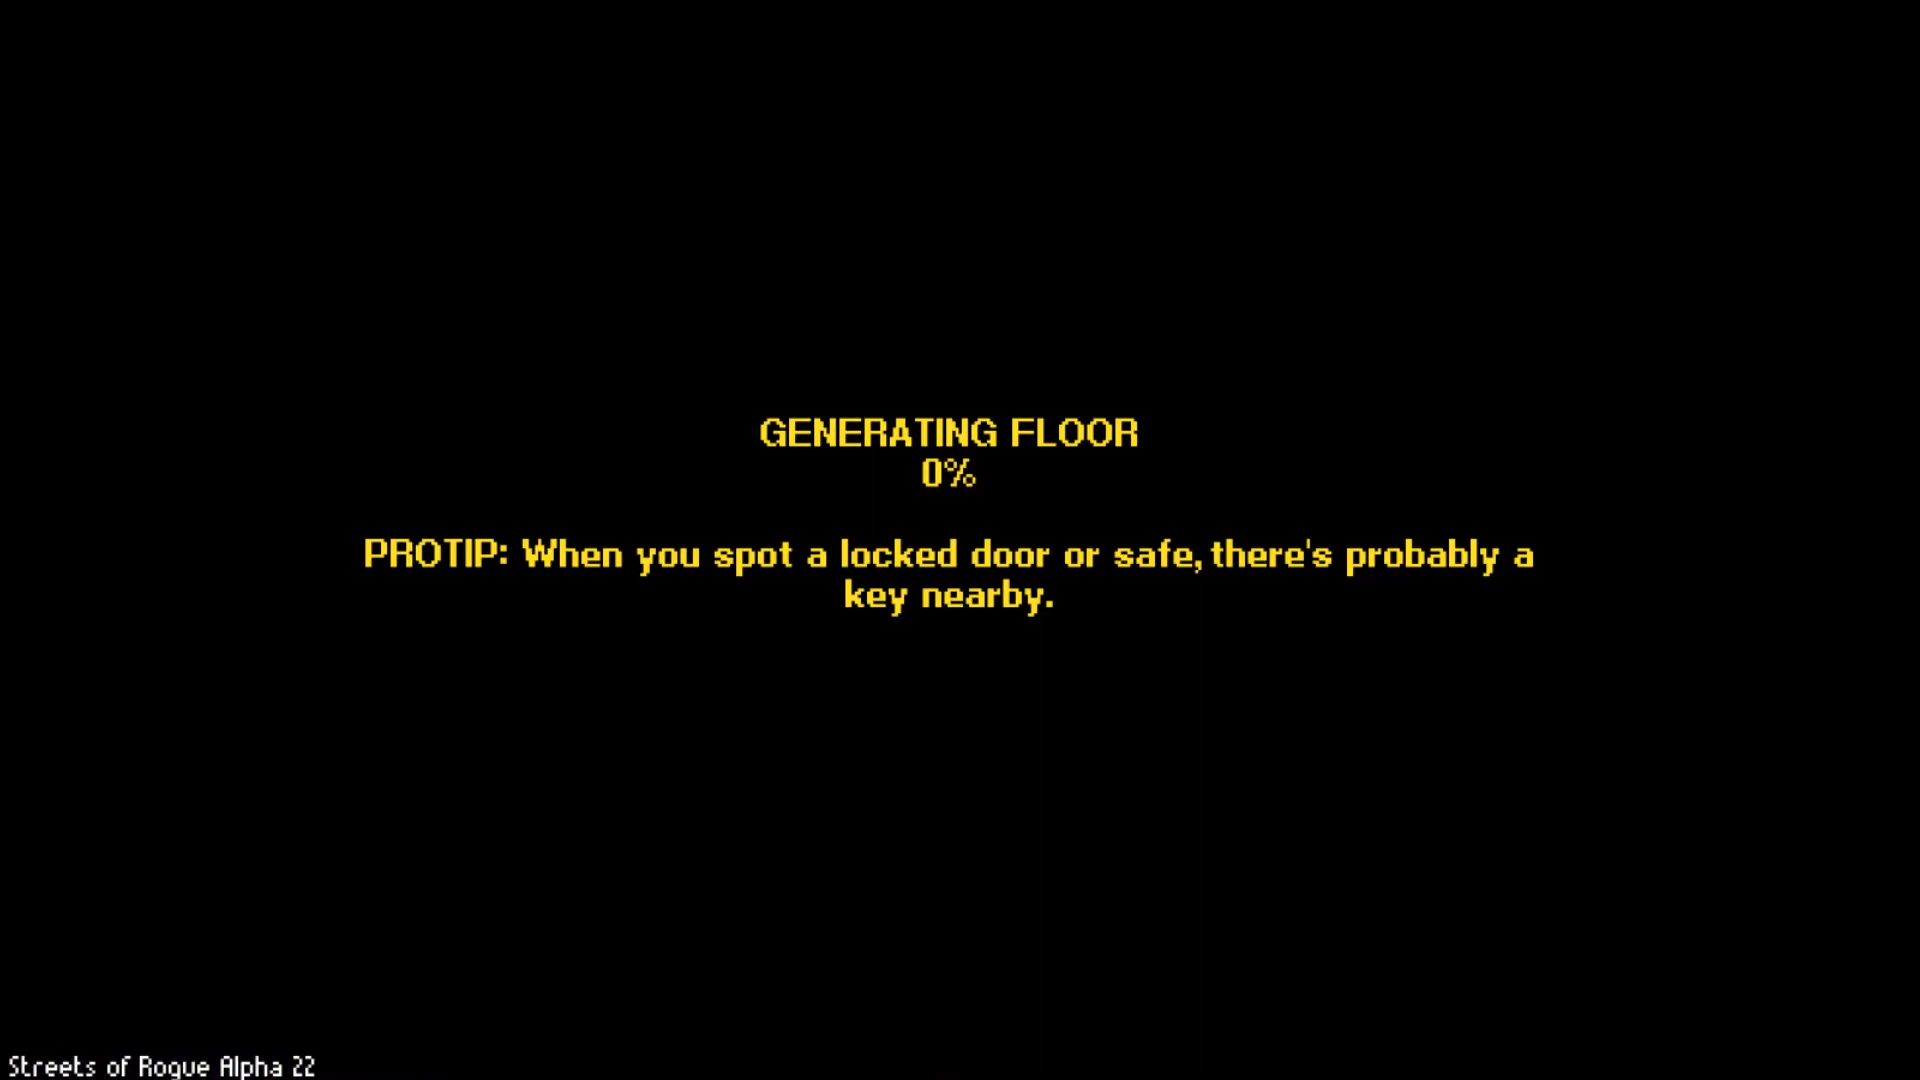 GENERATING FLOOR
0%
PROTIP: When you spot a locked door or safe, there's probably a
key nearby.
Streets of Rogue Alpha 22